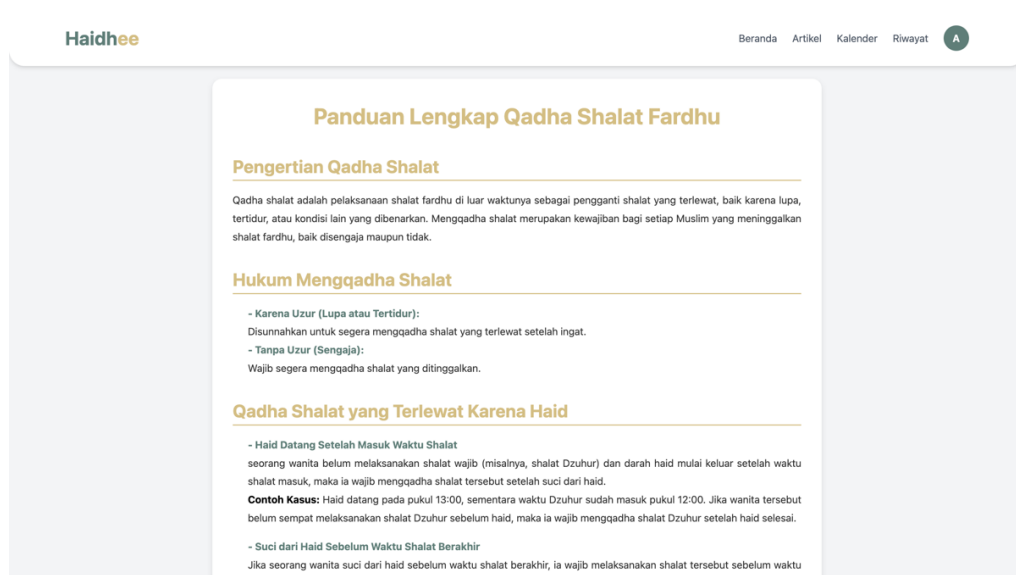 Haidhee
Beranda Artikel Kalender Riwayat A
Panduan Lengkap Qadha Shalat Fardhu
Pengertian Qadha Shalat
Qadha shalat adalah pelaksanaan shalat fardhu di luar waktunya sebagai pengganti shalat yang terlewat, baik karena lupa,
tertidur, atau kondisi lain yang dibenarkan. Mengqadha shalat merupakan kewajiban bagi setiap Muslim yang meninggalkan
shalat fardhu, baik disengaja maupun tidak.
Hukum Mengqadha Shalat
- Karena Uzur (Lupa atau Tertidur):
Disunnahkan untuk segera mengqadha shalat yang terlewat setelah ingat.
- Tanpa Uzur (Sengaja):
Wajib segera mengqadha shalat yang ditinggalkan.
Qadha Shalat yang Terlewat Karena Haid
- Haid Datang Setelah Masuk Waktu Shalat
seorang wanita belum melaksanakan shalat wajib (misalnya, shalat Dzuhur) dan darah haid mulai keluar setelah waktu
shalat masuk, maka ia wajib mengqadha shalat tersebut setelah suci dari haid.
Contoh Kasus: Haid datang pada pukul 13:00, sementara waktu Dzuhur sudah masuk pukul 12:00. Jika wanita tersebut
belum sempat melaksanakan shalat Dzuhur sebelum haid, maka ia wajib mengqadha shalat Dzuhur setelah haid selesai.
- Suci dari Haid Sebelum Waktu Shalat Berakhir
Jika seorang wanita suci dari haid sebelum waktu shalat berakhir, ia wajib melaksanakan shalat tersebut sebelum waktu